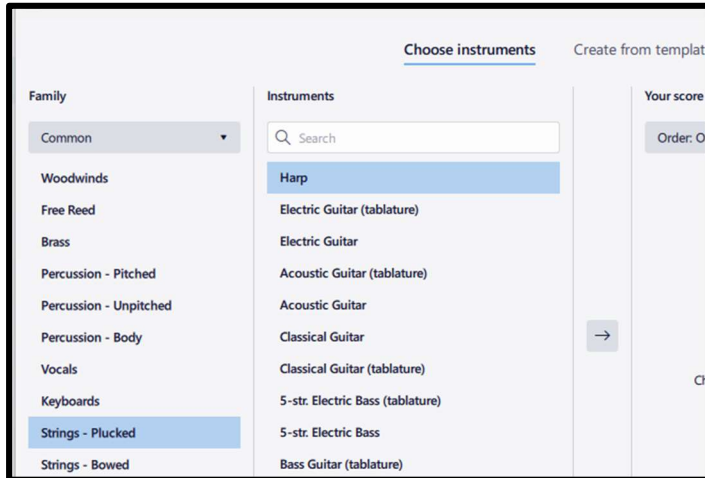 Choose instruments
Create from templat
Family
Common
Woodwinds
Free Reed
Brass
Percussion - Pitched
Percussion - Unpitched
Percussion - Body
Vocals
Keyboards
Strings - Plucked
Strings - Bowed
Instruments
Search
Harp
Electric Guitar (tablature)
Electric Guitar
Acoustic Guitar (tablature)
Acoustic Guitar
Classical Guitar
Classical Guitar (tablature)
5-str. Electric Bass (tablature)
5-str. Electric Bass
Bass Guitar (tablature)
Your score
Order: O
Ch